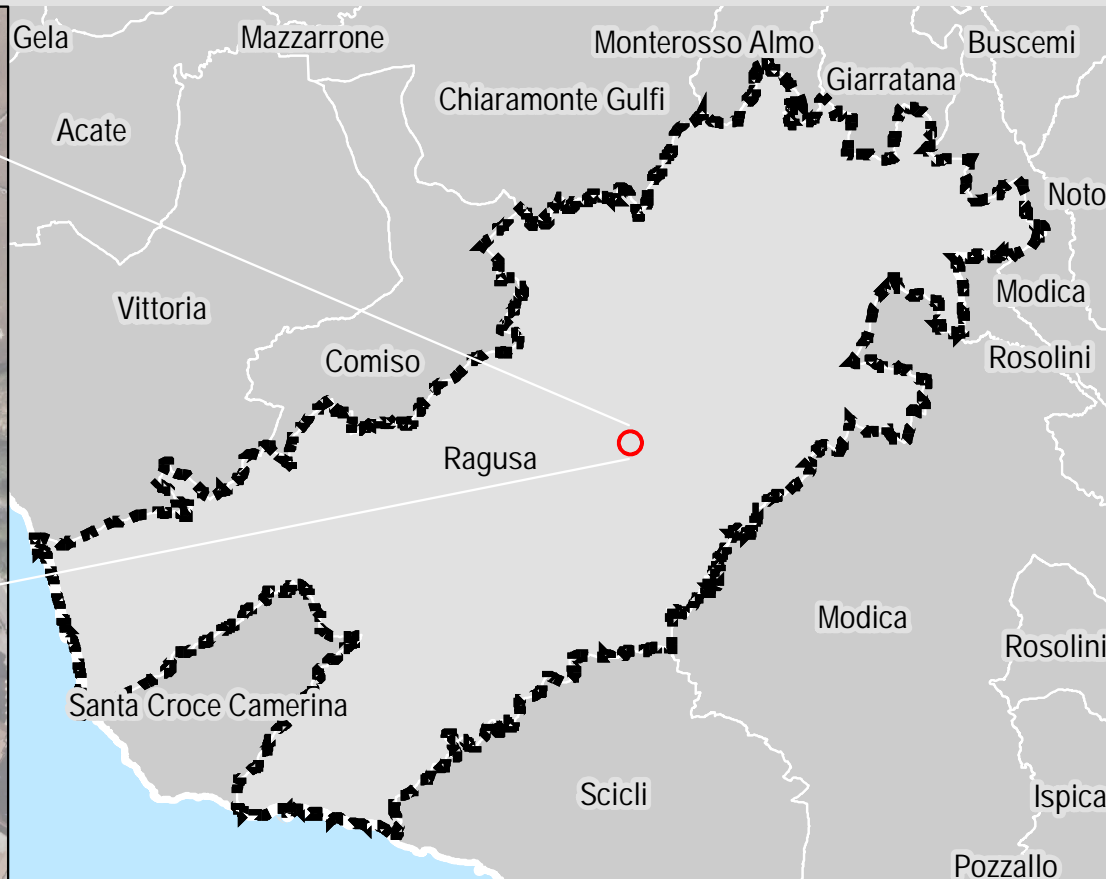 Gela
Mazzarrone
Monterosso Almo
Buscemi
Giarratana
Chiaramonte Gulfi
Acate
Noto
Modica
Vittoria
Rosolini
Comiso
Ragusa
Modica
Rosolini
Santa Croce Camerina
Scicli
Ispica
Pozzallo